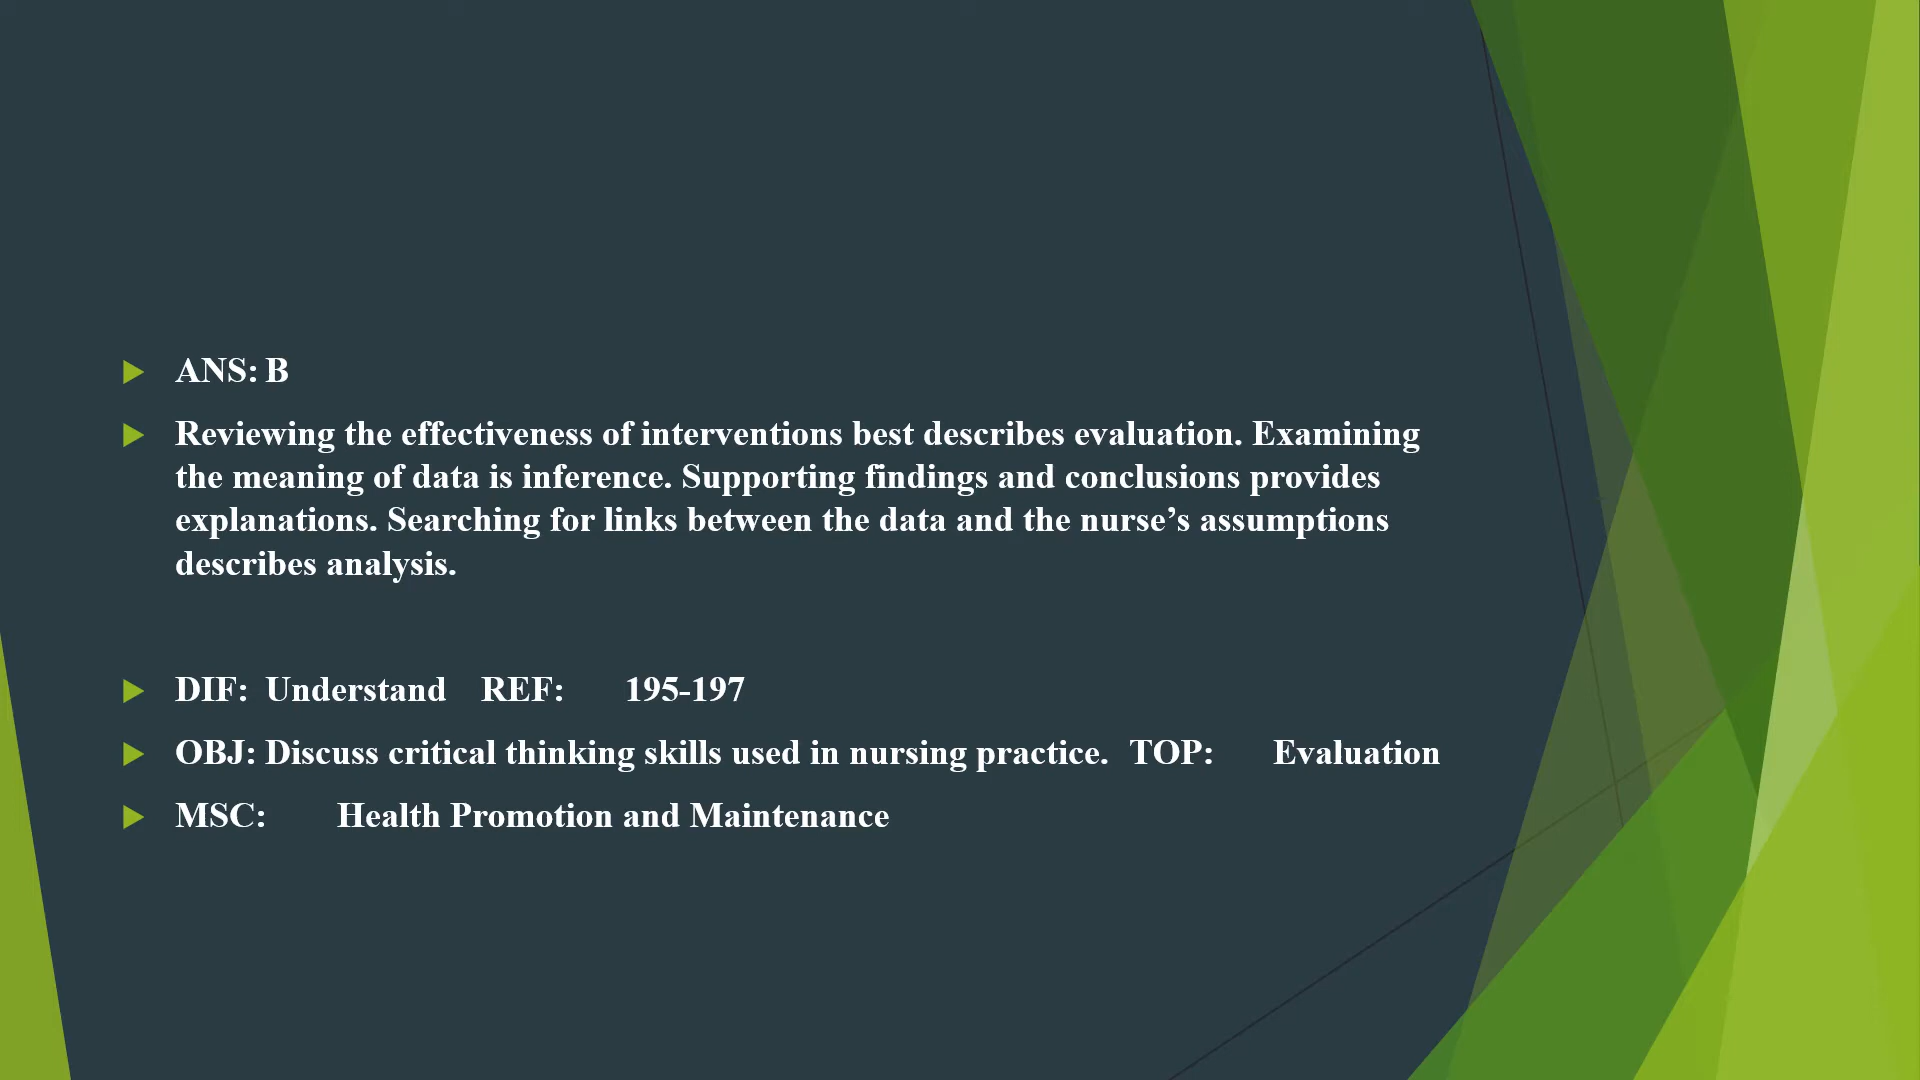 ANS: B
Reviewing the effectiveness of interventions best describes evaluation. Examining
the meaning of data is inference. Supporting findings and conclusions provides
explanations. Searching for links between the data and the nurse’s assumptions
describes analysis.
DIF: Understand REF: 195-197
OBJ: Discuss critical thinking skills used in nursing practice. TOP: Evaluation
MSC: Health Promotion and Maintenance